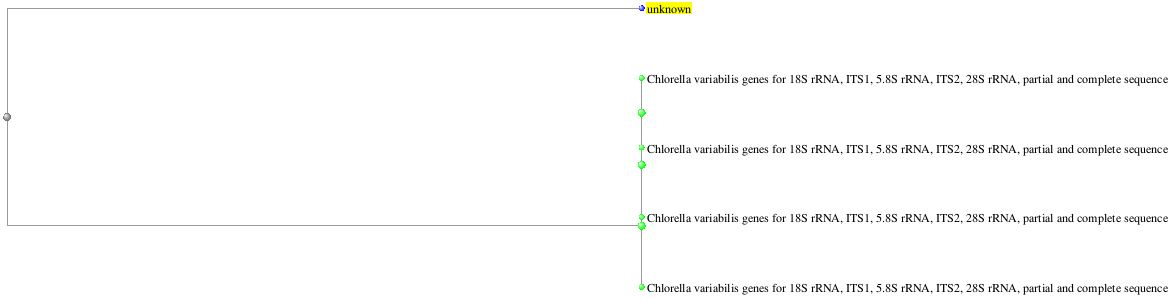 unknown
Chlorella variabilis genes for 18S rRNA, ITS1, 5.8S rRNA, ITS2, 28S rRNA, partial and complete sequence
Chlorella variabilis genes for 18S rRNA, ITS1, 5.8S rRNA, ITS2, 28S rRNA, partial and complete sequence
Chlorella variabilis genes for 18S rRNA, ITS1, 5.8S rRNA, ITS2, 28S rRNA, partial and complete sequence
Chlorella variabilis genes for 18S rRNA, ITS1, 5.8S rRNA, ITS2, 28S rRNA, partial and complete sequence